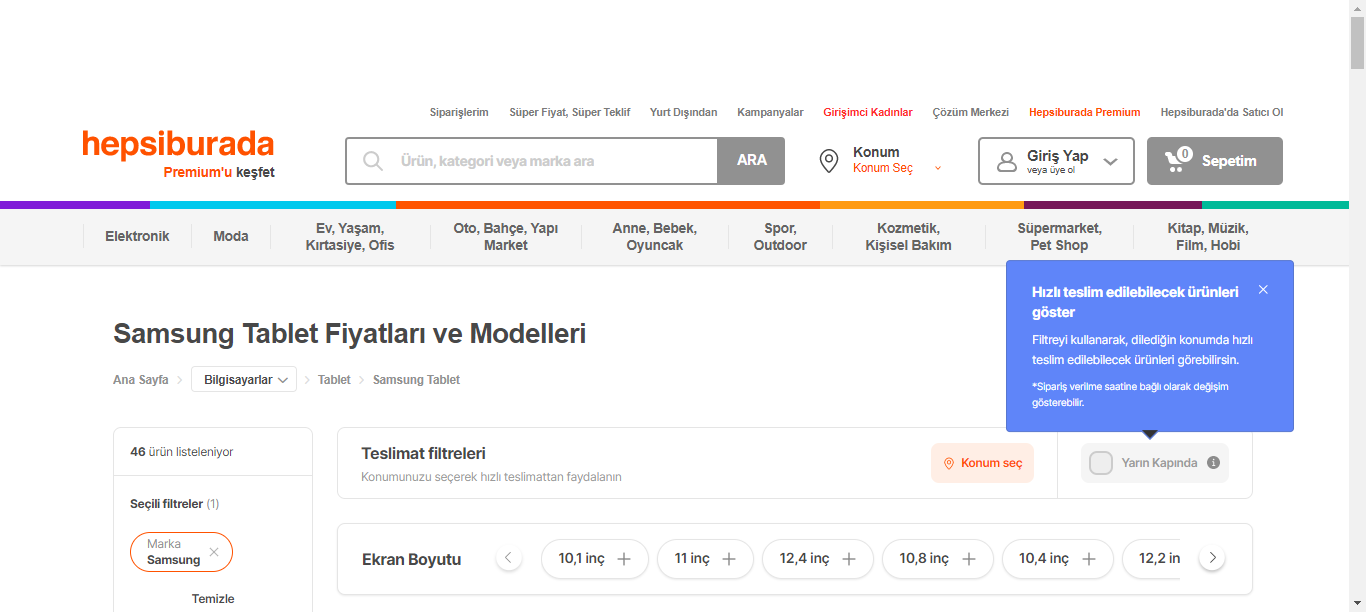 Siparişlerim Süper Fiyat, Süper Teklif Yurt Dışından Kampanyalar Girişimci Kadınlar Çözüm Merkezi Hepsiburada Premium Hepsiburada'da Satıcı Ol
hepsiburada
Premium'u keşfet
Ürün, kategori veya marka ara
ARA
Konum
Konum Seç
Giriş Yap
veya üye ol
0
Sepetim
Elektronik
Moda
Ev, Yaşam,
Kırtasiye, Ofis
Oto, Bahçe, Yapı
Market
Anne, Bebek,
Oyuncak
Spor,
Outdoor
Kozmetik,
Kişisel Bakım
Süpermarket,
Pet Shop
Kitap, Müzik,
Film, Hobi
Hızlı teslim edilebilecek ürünleri
göster
Filtreyi kullanarak, dilediğin konumda hızlı
teslim edilebilecek ürünleri görebilirsin.
*Sipariş verilme saatine bağlı olarak değişim
gösterebilir.
Samsung Tablet Fiyatları ve Modelleri
Ana Sayfa Bilgisayarlar Tablet Samsung Tablet
46 ürün listeleniyor
Seçili filtreler (1)
Marka
Samsung
Temizle
Teslimat filtreleri
Konumunuzu seçerek hızlı teslimattan faydalanın
Konum seç
Yarın Kapında
Ekran Boyutu
10,1 inç 11 inç 12,4 inç 10,8 inç 10,4 inç 12,2 in